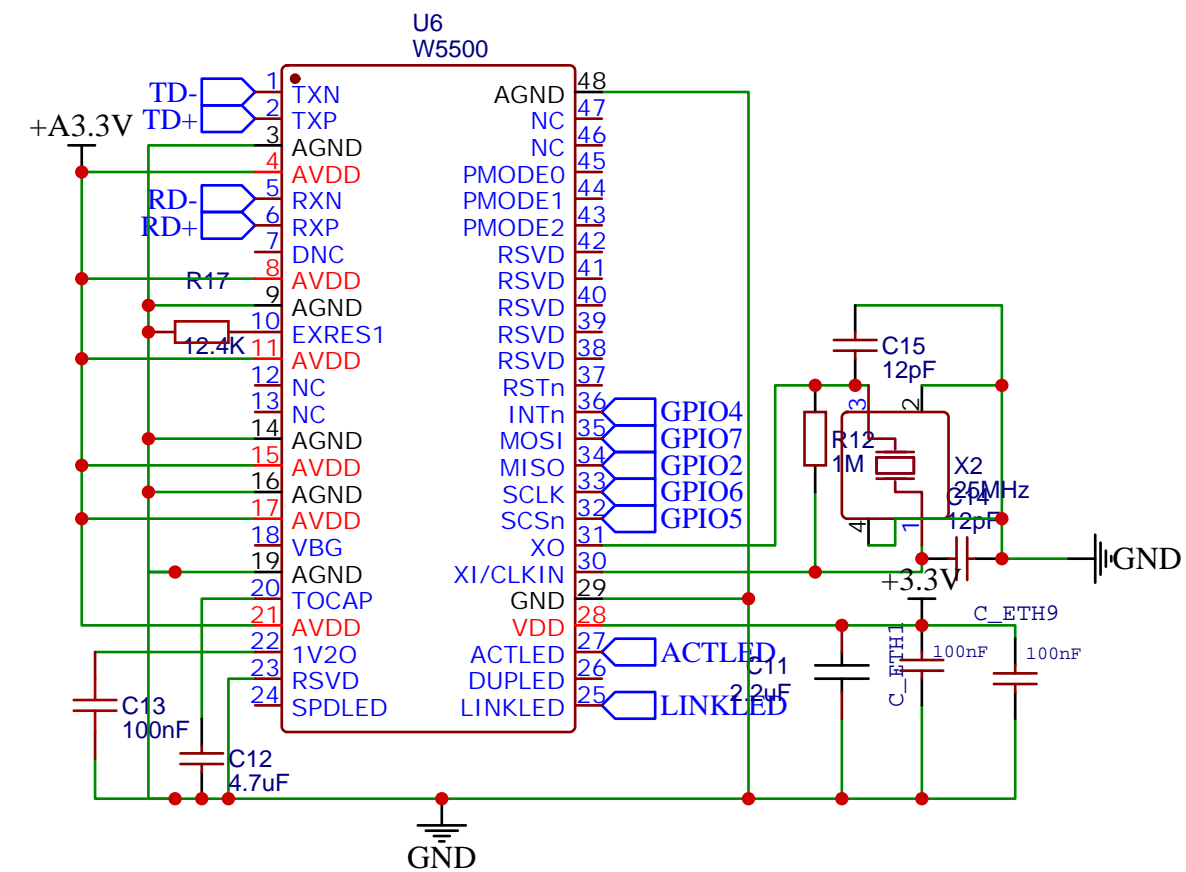 U6
W5500
TD- 1 TXN
TD+ 2 TXP
+A3.3V
3 AGND
4 AVDD
RD- 5 RXN
RD+ 6 RXP
7 DNC
8 AVDD
R17
9 AGND
10 EXRES1
12.4K
11 AVDD
12 NC
13 NC
14 AGND
15 AVDD
16 AGND
17 AVDD
18 VBG
19 AGND
20 TOCAP
21 AVDD
22 1V2O
23 RSVD
24 SPDLED
AGND 48
NC 47
NC 46
PMODE0 45
PMODE1 44
PMODE2 43
RSVD 42
RSVD 41
RSVD 40
RSVD 39
RSVD 38
RSTn 37
INTn 36 GPIO4
MOSI 35 GPIO7
MISO 34 GPIO2
SCLK 33 GPIO6
SCSn 32 GPIO5
XO 31
XI/CLKIN 30
GND 29
VDD 28
ACTLED 27 ACTLED
DUPLED 26
LINKLED 25 LINKLED
C15
12pF
3
2
R12
1M
X2
25MHz
C14
12pF
4
1
GND
+3.3V
C_ETH9
C_ETH1
100nF
100nF
C11
2.2uF
C13
100nF
C12
4.7uF
GND